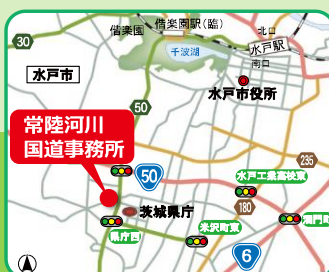 偕楽園
偕楽園駅(臨)
北口
水戸駅
南口
千波湖
30
水戸市
50
水戸市役所
常陸河川
国道事務所
50
235
水戸工業高校東
180
茨城県庁
県庁西
米沢町東
6